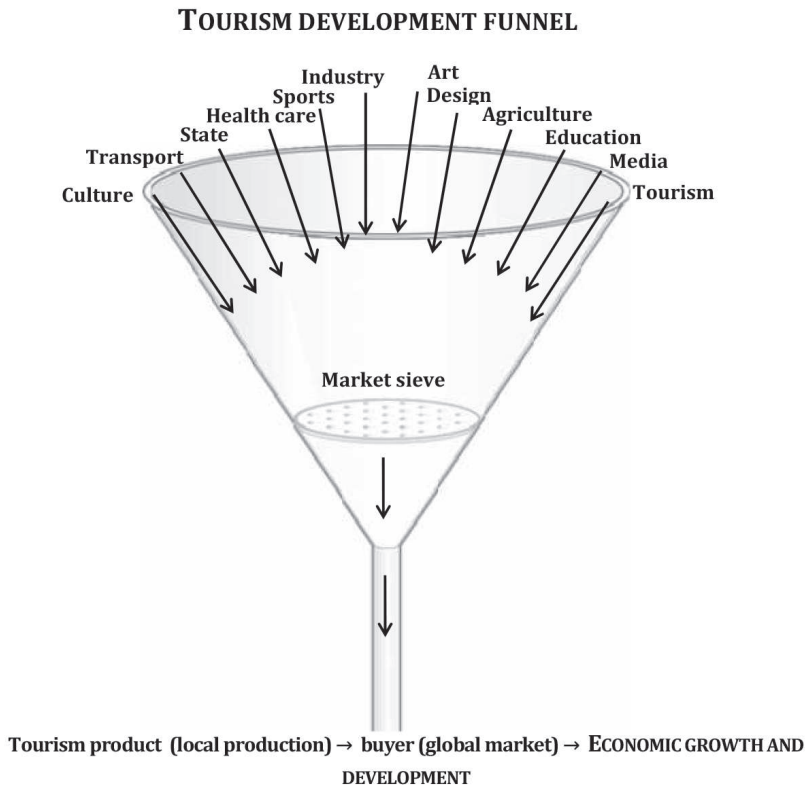 TOURISM DEVELOPMENT FUNNEL
Industry
Art
Sports
Design
Health care
Agriculture
State
Education
Transport
Media
Culture
Tourism
Market sieve
Tourism product (local production) → buyer (global market) → ECONOMIC GROWTH AND
DEVELOPMENT